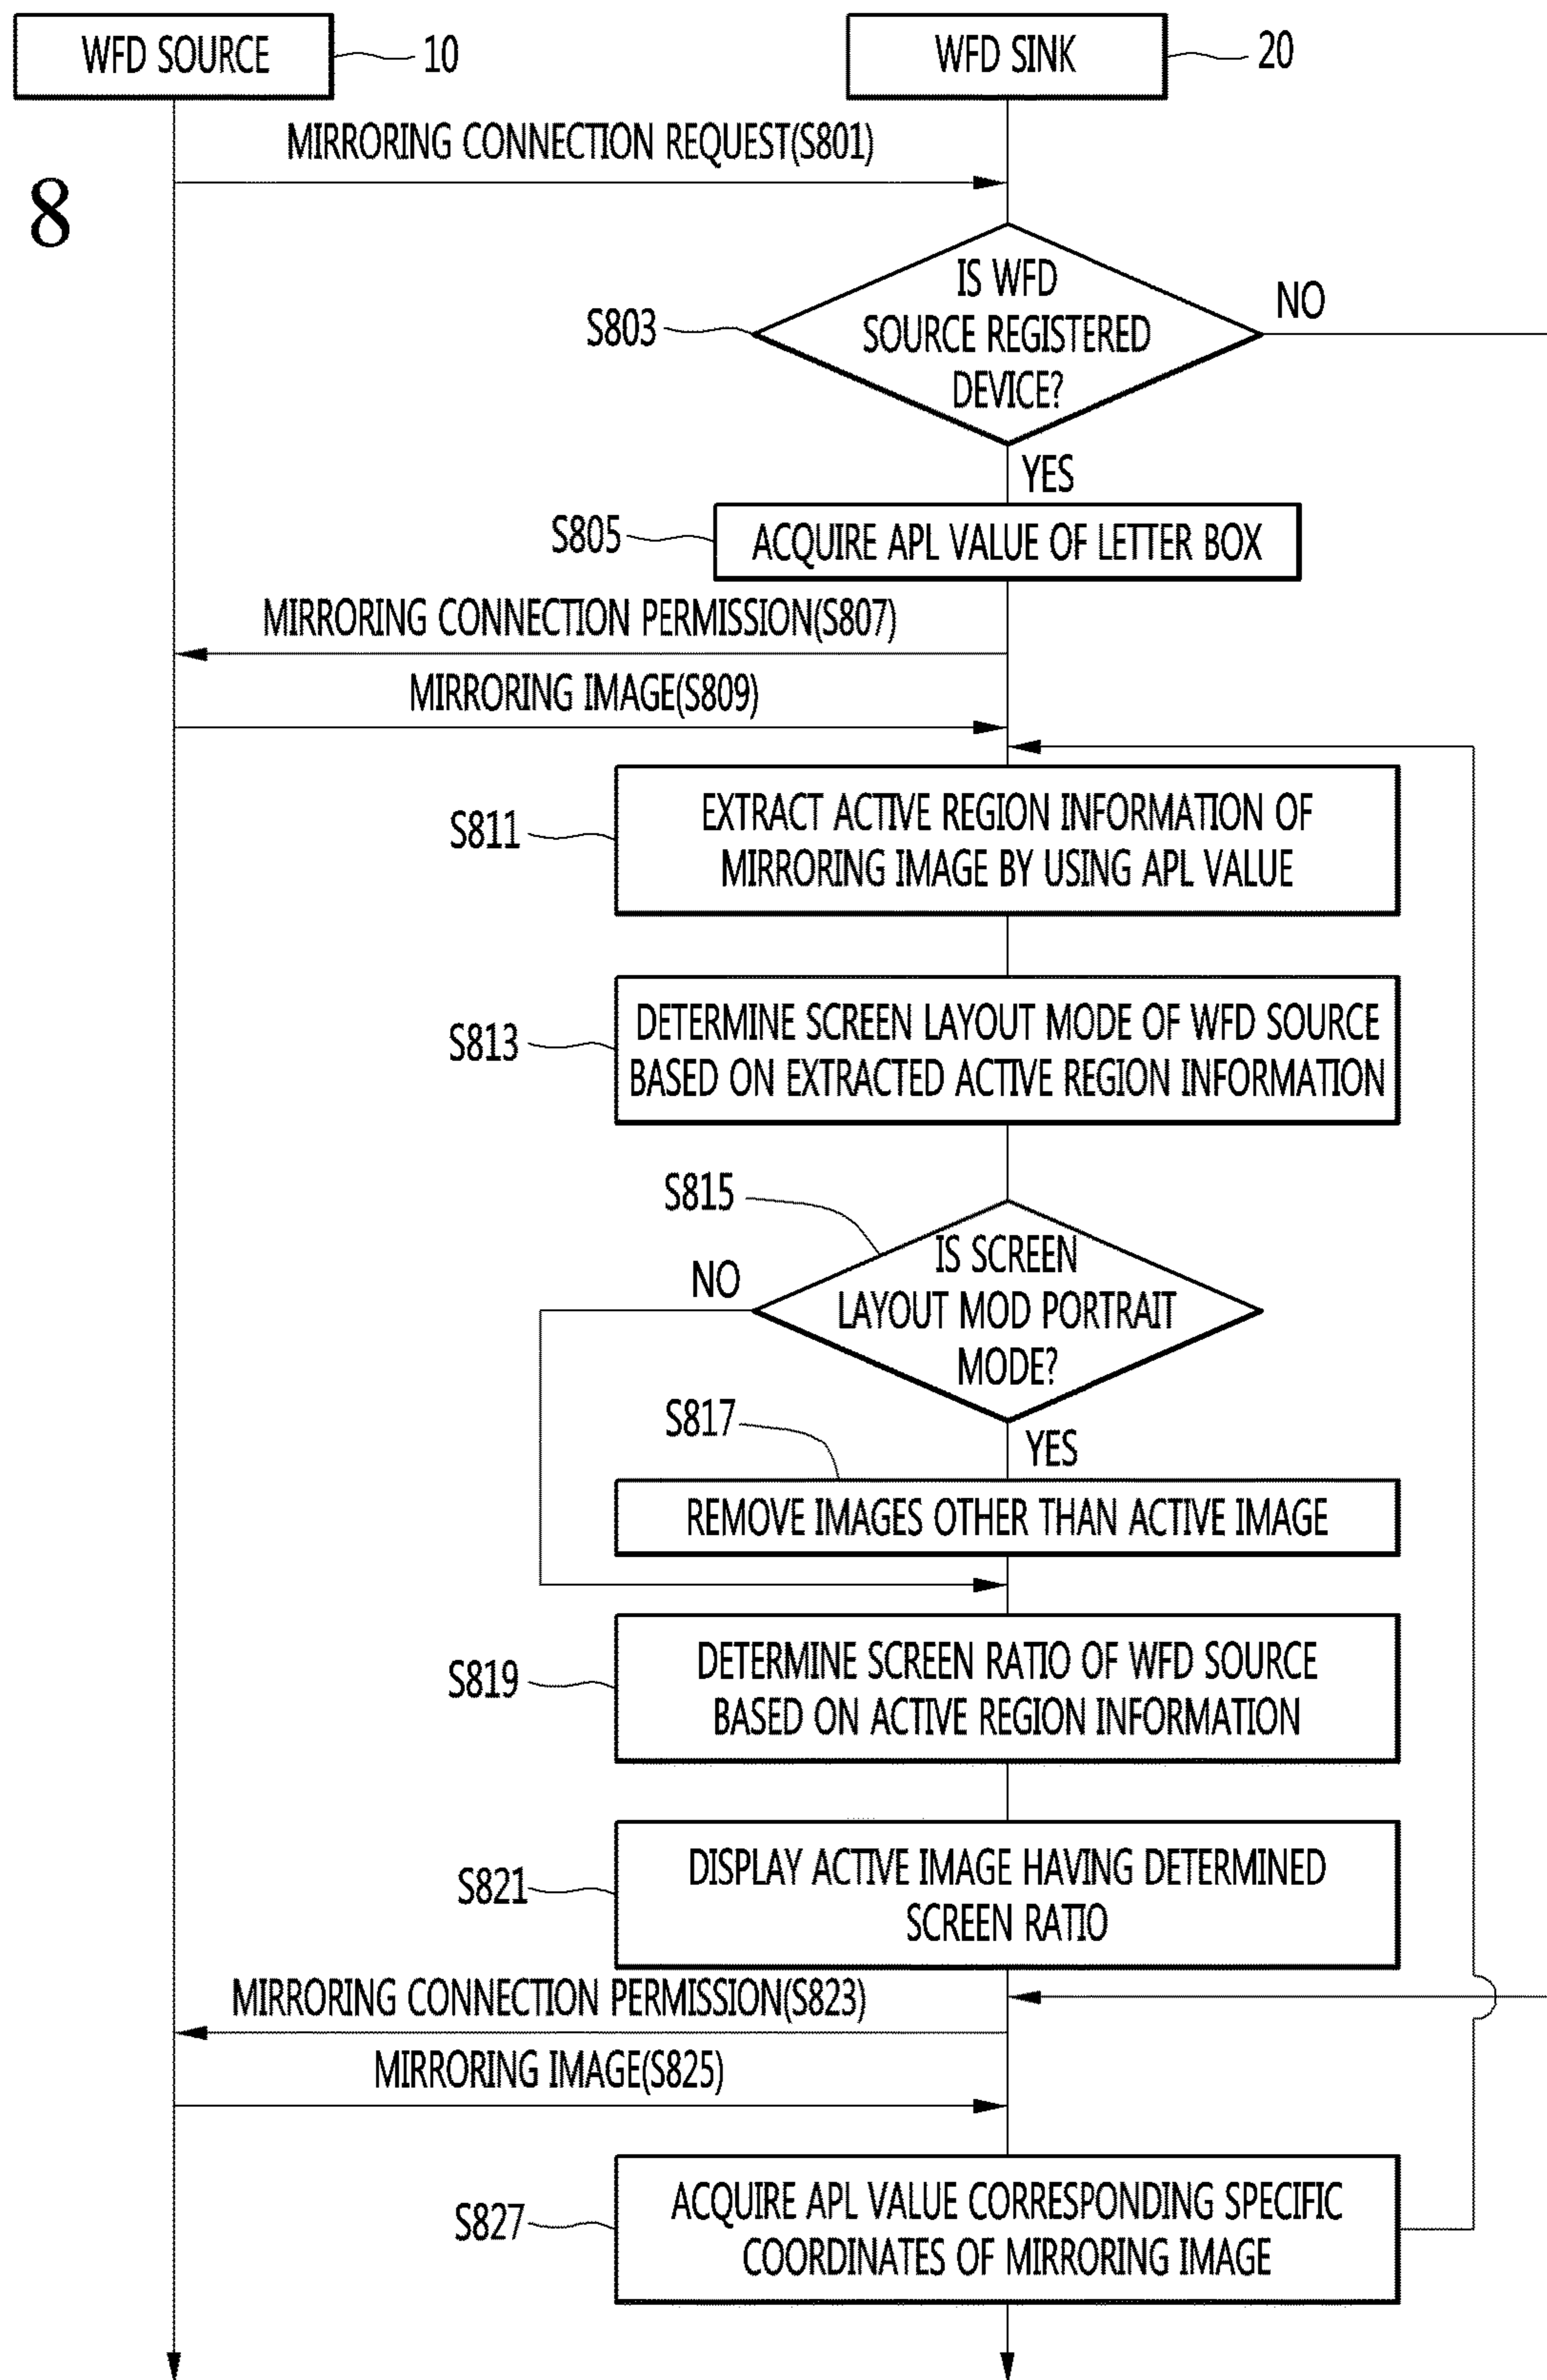 WFD SOURCE
10
WFD SINK
20
MIRRORING CONNECTION REQUEST(S801)
8
IS WFD
SOURCE REGISTERED
DEVICE?
S803
NO
YES
S805
ACQUIRE APL VALUE OF LETTER BOX
MIRRORING CONNECTION PERMISSION(S807)
MIRRORING IMAGE(S809)
S811
EXTRACT ACTIVE REGION INFORMATION OF
MIRRORING IMAGE BY USING APL VALUE
S813
DETERMINE SCREEN LAYOUT MODE OF WFD SOURCE
BASED ON EXTRACTED ACTIVE REGION INFORMATION
S815
NO
IS SCREEN
LAYOUT MOD PORTRAIT
MODE?
S817
YES
REMOVE IMAGES OTHER THAN ACTIVE IMAGE
S819
DETERMINE SCREEN RATIO OF WFD SOURCE
BASED ON ACTIVE REGION INFORMATION
S821
DISPLAY ACTIVE IMAGE HAVING DETERMINED
SCREEN RATIO
MIRRORING CONNECTION PERMISSION(S823)
MIRRORING IMAGE(S825)
S827
ACQUIRE APL VALUE CORRESPONDING SPECIFIC
COORDINATES OF MIRRORING IMAGE